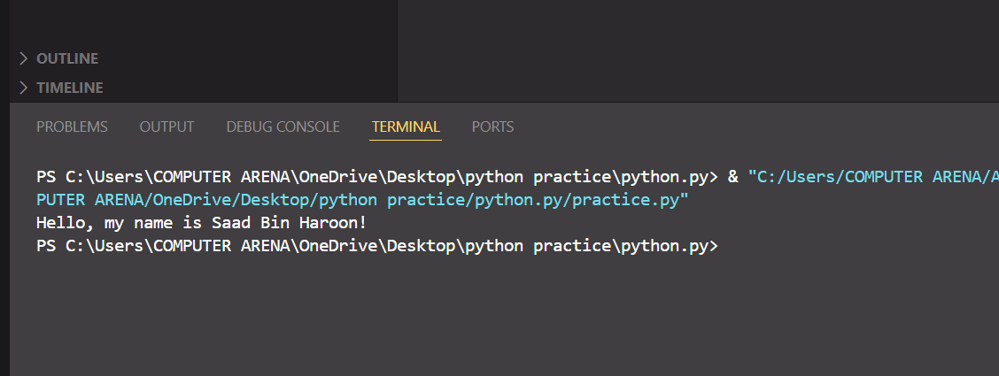 OUTLINE
TIMELINE
PROBLEMS OUTPUT DEBUG CONSOLE TERMINAL PORTS
PS C:\Users\COMPUTER ARENA\OneDrive\Desktop\python practice\python.py> & "C:/Users/COMPUTER ARENA/A
PUTER ARENA/OneDrive/Desktop/python practice/python.py/practice.py"
Hello, my name is Saad Bin Haroon!
PS C:\Users\COMPUTER ARENA\OneDrive\Desktop\python practice\python.py>